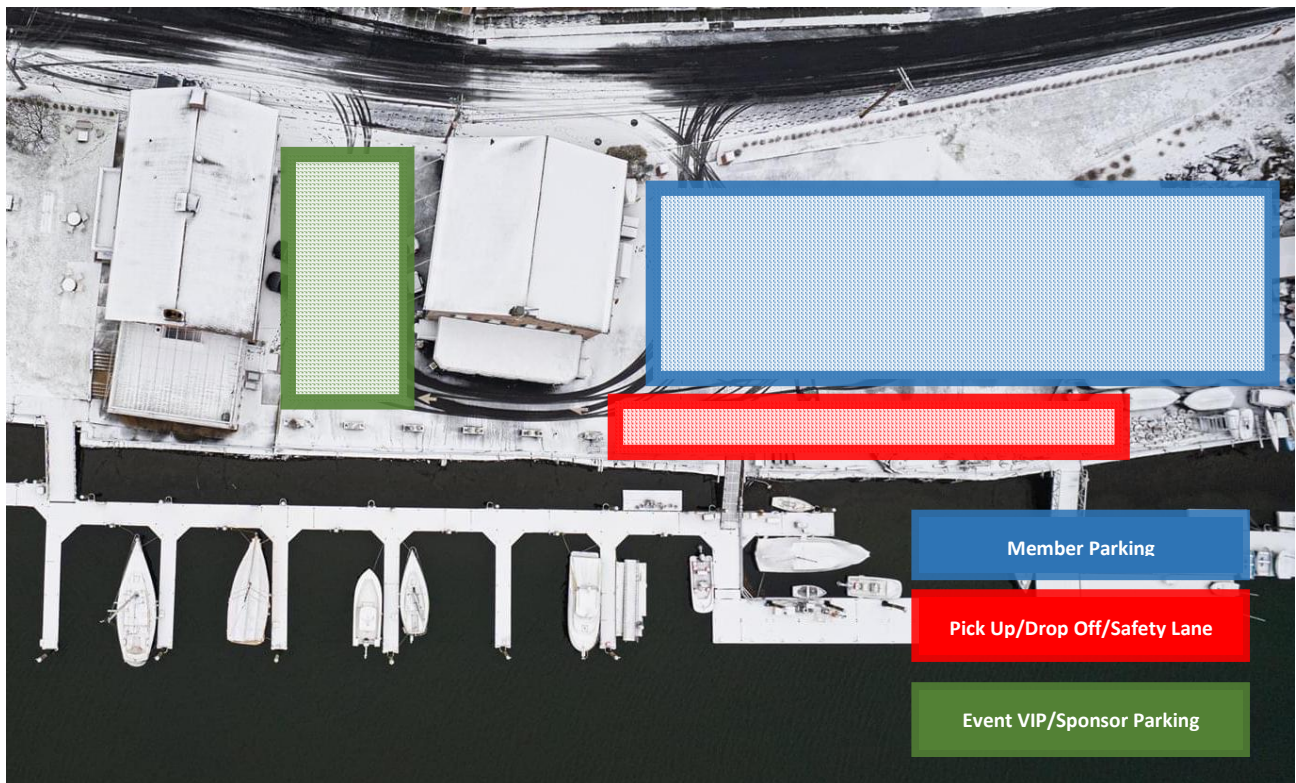 Member Parking
Pick Up/Drop Off/Safety Lane
Event VIP/Sponsor Parking